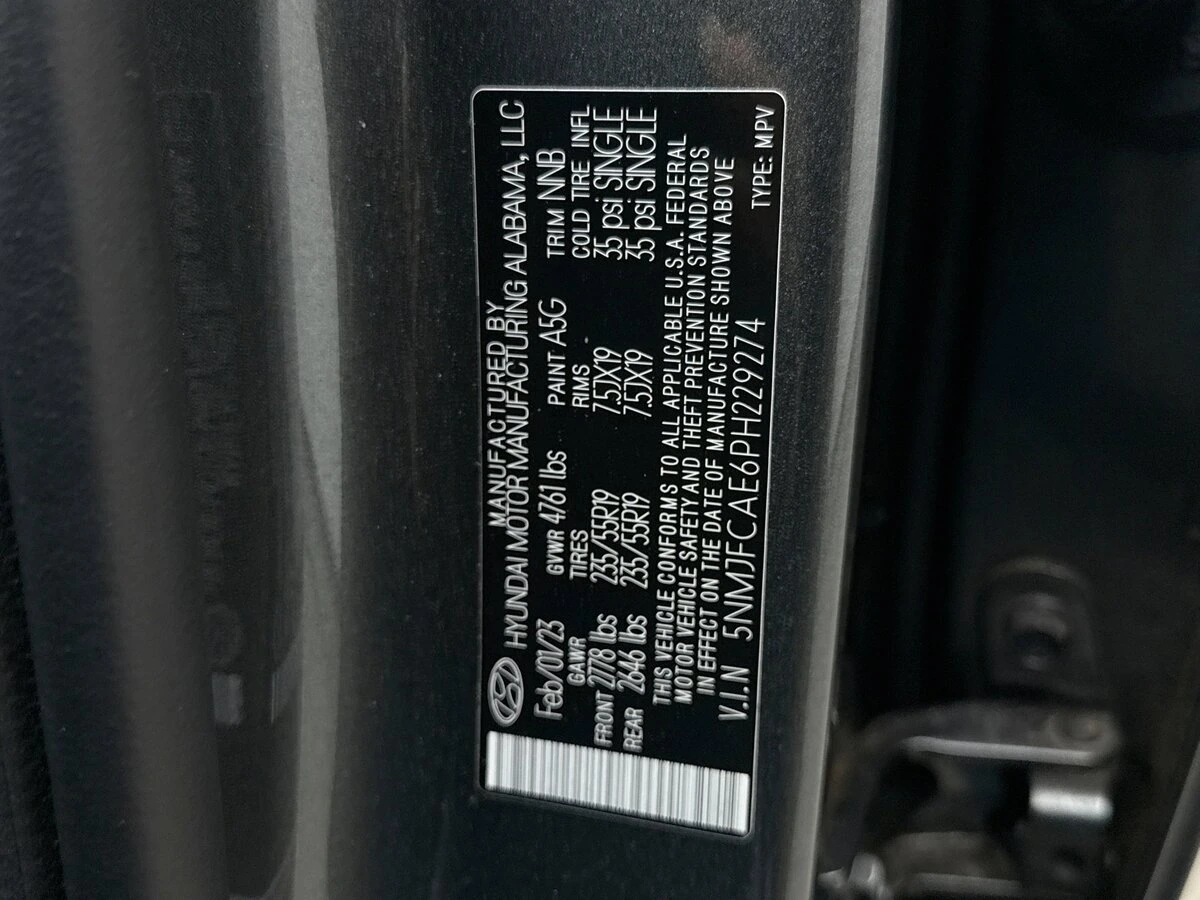 MANUFACTURED BY
HYUNDAI MOTOR MANUFACTURING ALABAMA, LLC
Feb/01/23 GVWR 4761 lbs PAINT A5G TRIM NNB
GAWR TIRES RIMS COLD TIRE INFL
FRONT 2778 lbs 235/55R19 7.5JX19 35 psi SINGLE
REAR 2646 lbs 235/55R19 7.5JX19 35 psi SINGLE
THIS VEHICLE CONFORMS TO ALL APPLICABLE U.S.A. FEDERAL
MOTOR VEHICLE SAFETY AND THEFT PREVENTION STANDARDS
IN EFFECT ON THE DATE OF MANUFACTURE SHOWN ABOVE
V.I.N 5NMJFCAE6PH229274
TYPE: MPV